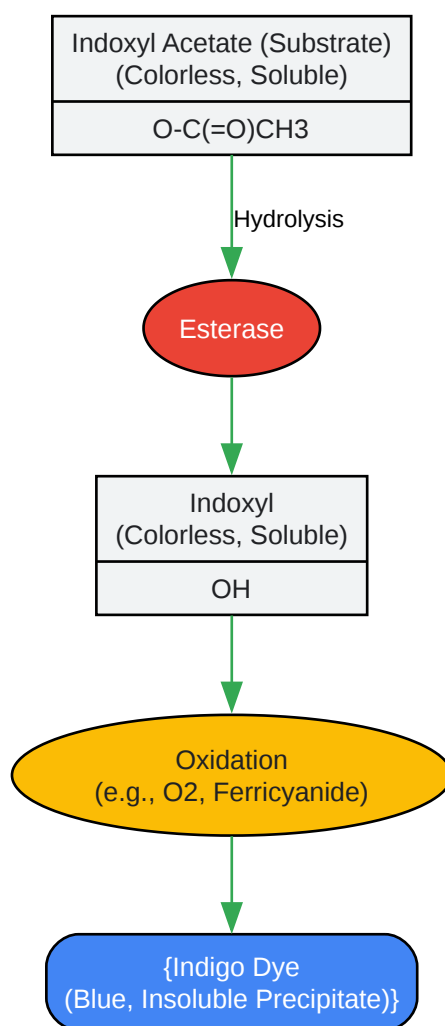 Indoxyl Acetate (Substrate)
(Colorless, Soluble)
O-C(=O)CH3
Hydrolysis
Esterase
Indoxyl
(Colorless, Soluble)
OH
Oxidation
(e.g., O2, Ferricyanide)
{Indigo Dye
(Blue, Insoluble Precipitate)}